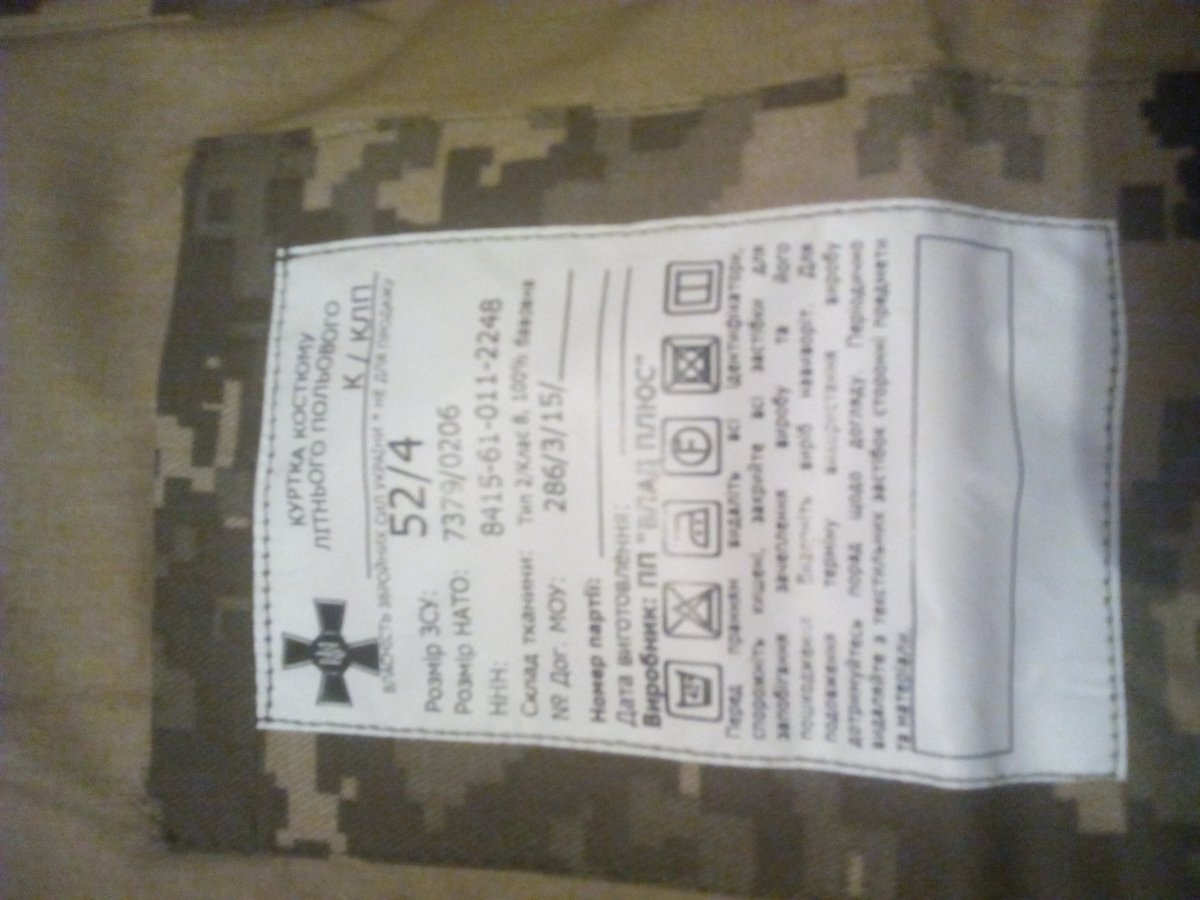 КУРТКА КОСТЮМУ
ЛІТНЬОГО ПОЛЬОВОГО
К / КЛП
ВЛАСНІСТЬ ЗБРОЙНИХ СИЛ УКРАЇНИ * НЕ ДЛЯ ПРОДАЖУ
Розмір ЗСУ: 52/4
Розмір НАТО: 7379/0206
ННН: 8415-61-0111-2248
Склад тканини: Тип 2/Клас 8, 100% бавовна
№ Дог. МОУ: 286/3/15/
Номер партії:
Дата виготовлення:
Виробник: ПП "ВЛАД ПЛЮС"
40
F
Перед пранням видаліть всі ідентифікатори,
спорожніть кишені, закрийте всі застібки для
запобігання зачеплення виробу та його
пошкодження. Виверніть виріб навиворіт. Для
подовження терміну використання виробу
дотримуйтесь порад щодо догляду. Періодично
видаляйте з текстильних застібок сторонні предмети
та матеріали.